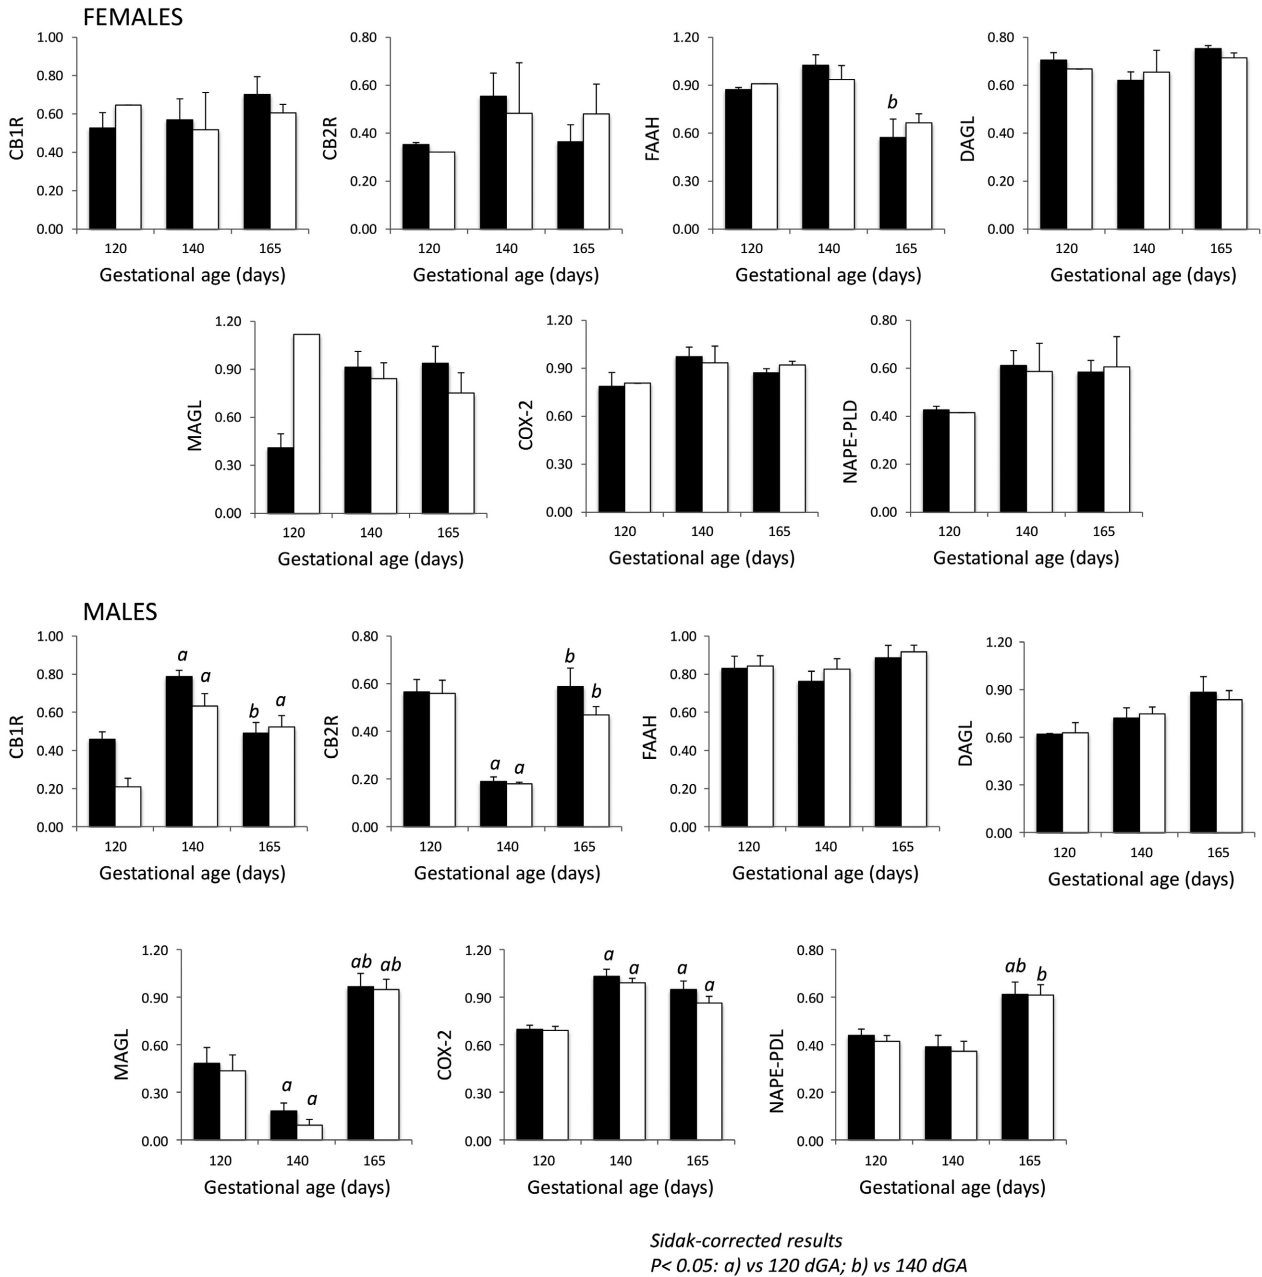 FEMALES
1.00
0.80
0.60
0.40
0.20
0.00
CB1R
120 140 165
Gestational age (days)
0.80
0.60
0.40
0.20
0.00
CB2R
120 140 165
Gestational age (days)
1.20
0.90
0.60
0.30
0.00
FAAH
b
120 140 165
Gestational age (days)
0.80
0.60
0.40
0.20
0.00
DAGL
120 140 165
Gestational age (days)
1.20
0.90
0.60
0.30
0.00
MAGL
120 140 165
Gestational age (days)
1.20
0.90
0.60
0.30
0.00
COX-2
120 140 165
Gestational age (days)
0.80
0.60
0.40
0.20
0.00
NAPE-PLD
120 140 165
Gestational age (days)
MALES
1.00
0.80
0.60
0.40
0.20
0.00
CB1R
a a b a
120 140 165
Gestational age (days)
0.80
0.60
0.40
0.20
0.00
CB2R
a a b b
120 140 165
Gestational age (days)
1.00
0.80
0.60
0.40
0.20
0.00
FAAH
120 140 165
Gestational age (days)
1.20
0.90
0.60
0.30
0.00
DAGL
120 140 165
Gestational age (days)
1.20
0.90
0.60
0.30
0.00
MAGL
a a ab ab
120 140 165
Gestational age (days)
1.20
0.90
0.60
0.30
0.00
COX-2
a a a a
120 140 165
Gestational age (days)
0.80
0.60
0.40
0.20
0.00
NAPE-PDL
ab b
120 140 165
Gestational age (days)
Sidak-corrected results
P< 0.05: a) vs 120 dGA; b) vs 140 dGA